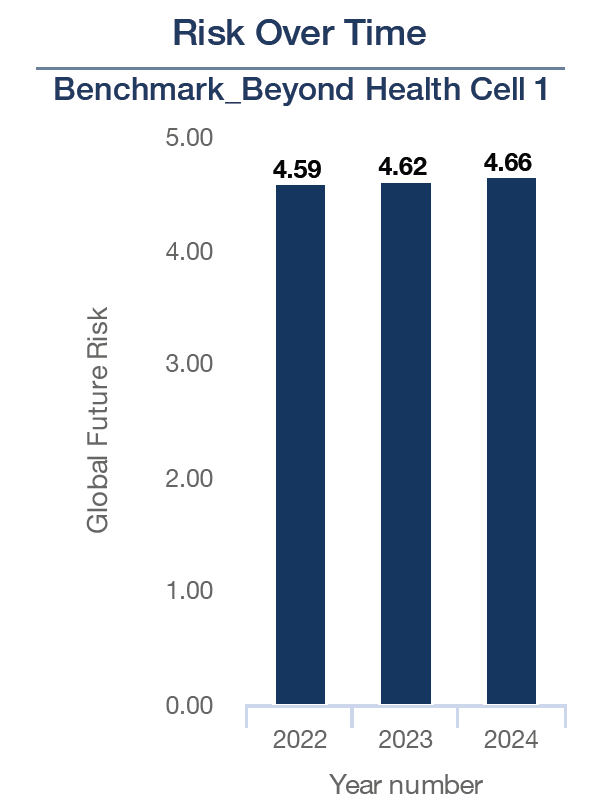 Risk Over Time
Benchmark_Beyond Health Cell 1
5.00
4.59 4.62 4.66
4.00
3.00
Global Future Risk
2.00
1.00
0.00
2022 2023 2024
Year number